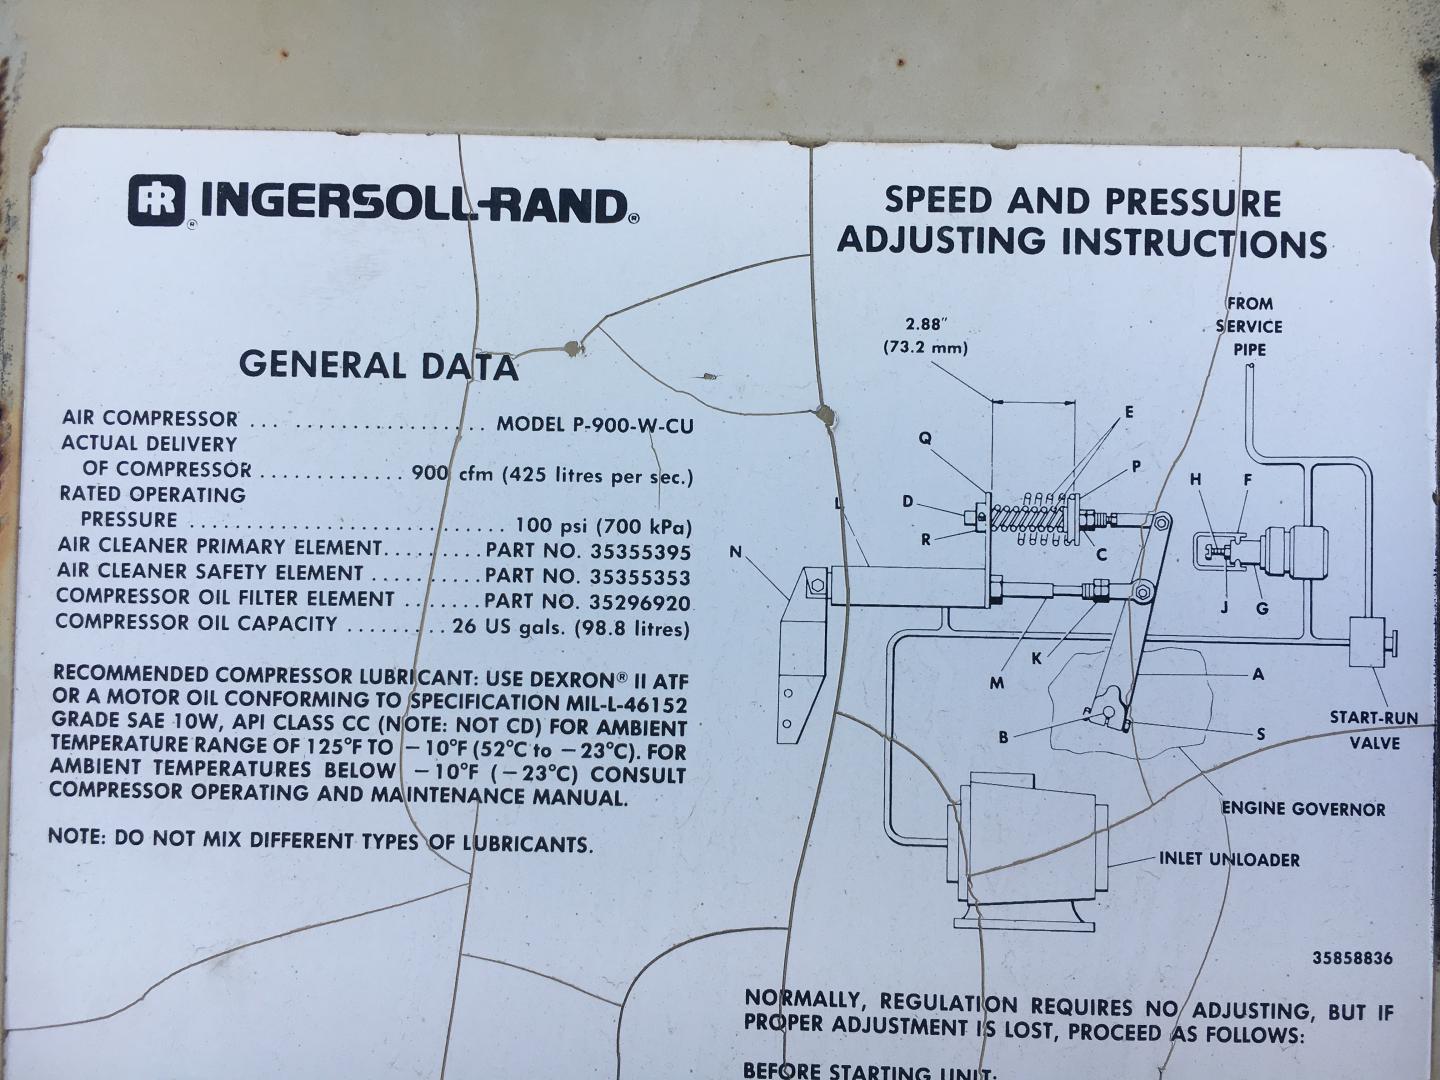 IR
INGERSOLL-RAND®
GENERAL DATA
AIR COMPRESSOR ... .................... MODEL P-900-W-CU
ACTUAL DELIVERY
OF COMPRESSOR ............. 900 cfm (425 litres per sec.)
RATED OPERATING
PRESSURE ............................ 100 psi (700 kPa)
AIR CLEANER PRIMARY ELEMENT......... PART NO. 35355395
AIR CLEANER SAFETY ELEMENT .......... PART NO. 35355353
COMPRESSOR OIL FILTER ELEMENT ....... PART NO. 35296920
COMPRESSOR OIL CAPACITY ......... 26 US gals. (98.8 litres)
RECOMMENDED COMPRESSOR LUBRICANT: USE DEXRON® II ATF
OR A MOTOR OIL CONFORMING TO SPECIFICATION MIL-L-46152
GRADE SAE 10W, API CLASS CC (NOTE: NOT CD) FOR AMBIENT
TEMPERATURE RANGE OF 125°F TO -10°F (52°C to -23°C). FOR
AMBIENT TEMPERATURES BELOW -10°F (-23°C) CONSULT
COMPRESSOR OPERATING AND MAINTENANCE MANUAL.
NOTE: DO NOT MIX DIFFERENT TYPES OF LUBRICANTS.
SPEED AND PRESSURE
ADJUSTING INSTRUCTIONS
FROM
SERVICE
PIPE
2.88"
(73.2 mm)
E
Q
P
H
F
D
L
R
C
N
J
G
K
M
A
B
S
START-RUN
VALVE
ENGINE GOVERNOR
INLET UNLOADER
35858836
NORMALLY, REGULATION REQUIRES NO ADJUSTING, BUT IF
PROPER ADJUSTMENT IS LOST, PROCEED AS FOLLOWS:
BEFORE STARTING UNIT: